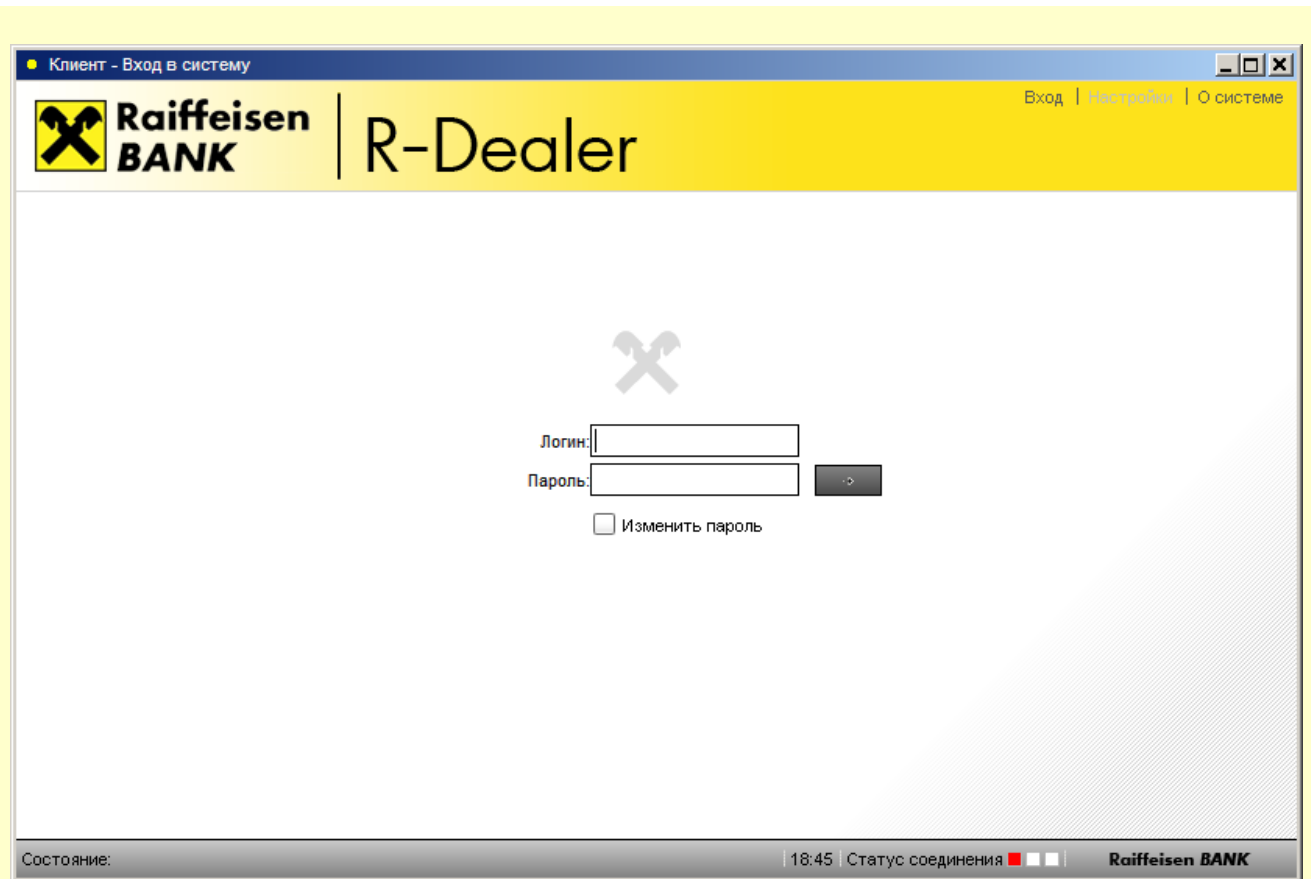 Клиент - Вход в систему
Вход | Настройки | О системе
Raiffeisen
BANK
R-Dealer
Логин:
Пароль:
Изменить пароль
Состояние:
18:45
Статус соединения
Raiffeisen BANK